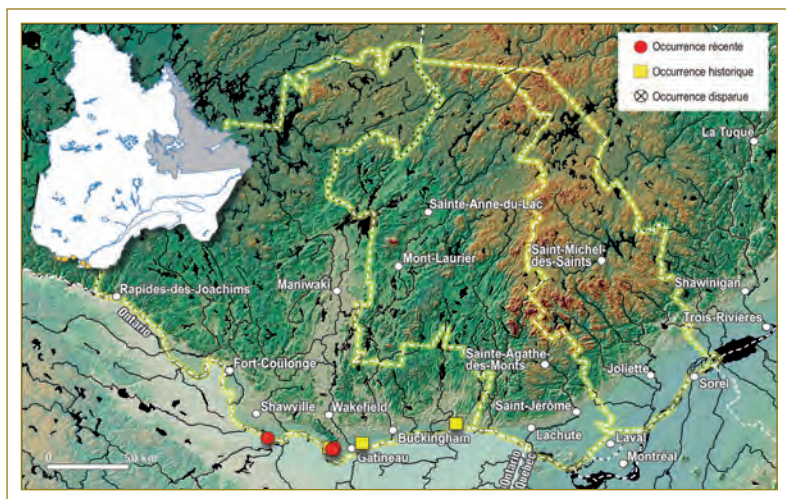 Occurrence récente
Occurrence historique
Occurrence disparue
La Tuque
Sainte-Anne-du-Lac
Saint-Michel-
des-Saints
Mont-Laurier
Maniwaki
Shawinigan
Rapides-des-Joachims
Trois-Rivières
Ontario
Fort-Coulonge
Sainte-Agathe-
des-Monts
Joliette
Sorel
Shawville
Wakefield
Saint-Jérôme
Buckingham
Lachute
Laval
Gatineau
Montréal
Ontario
Québec
0 50 km